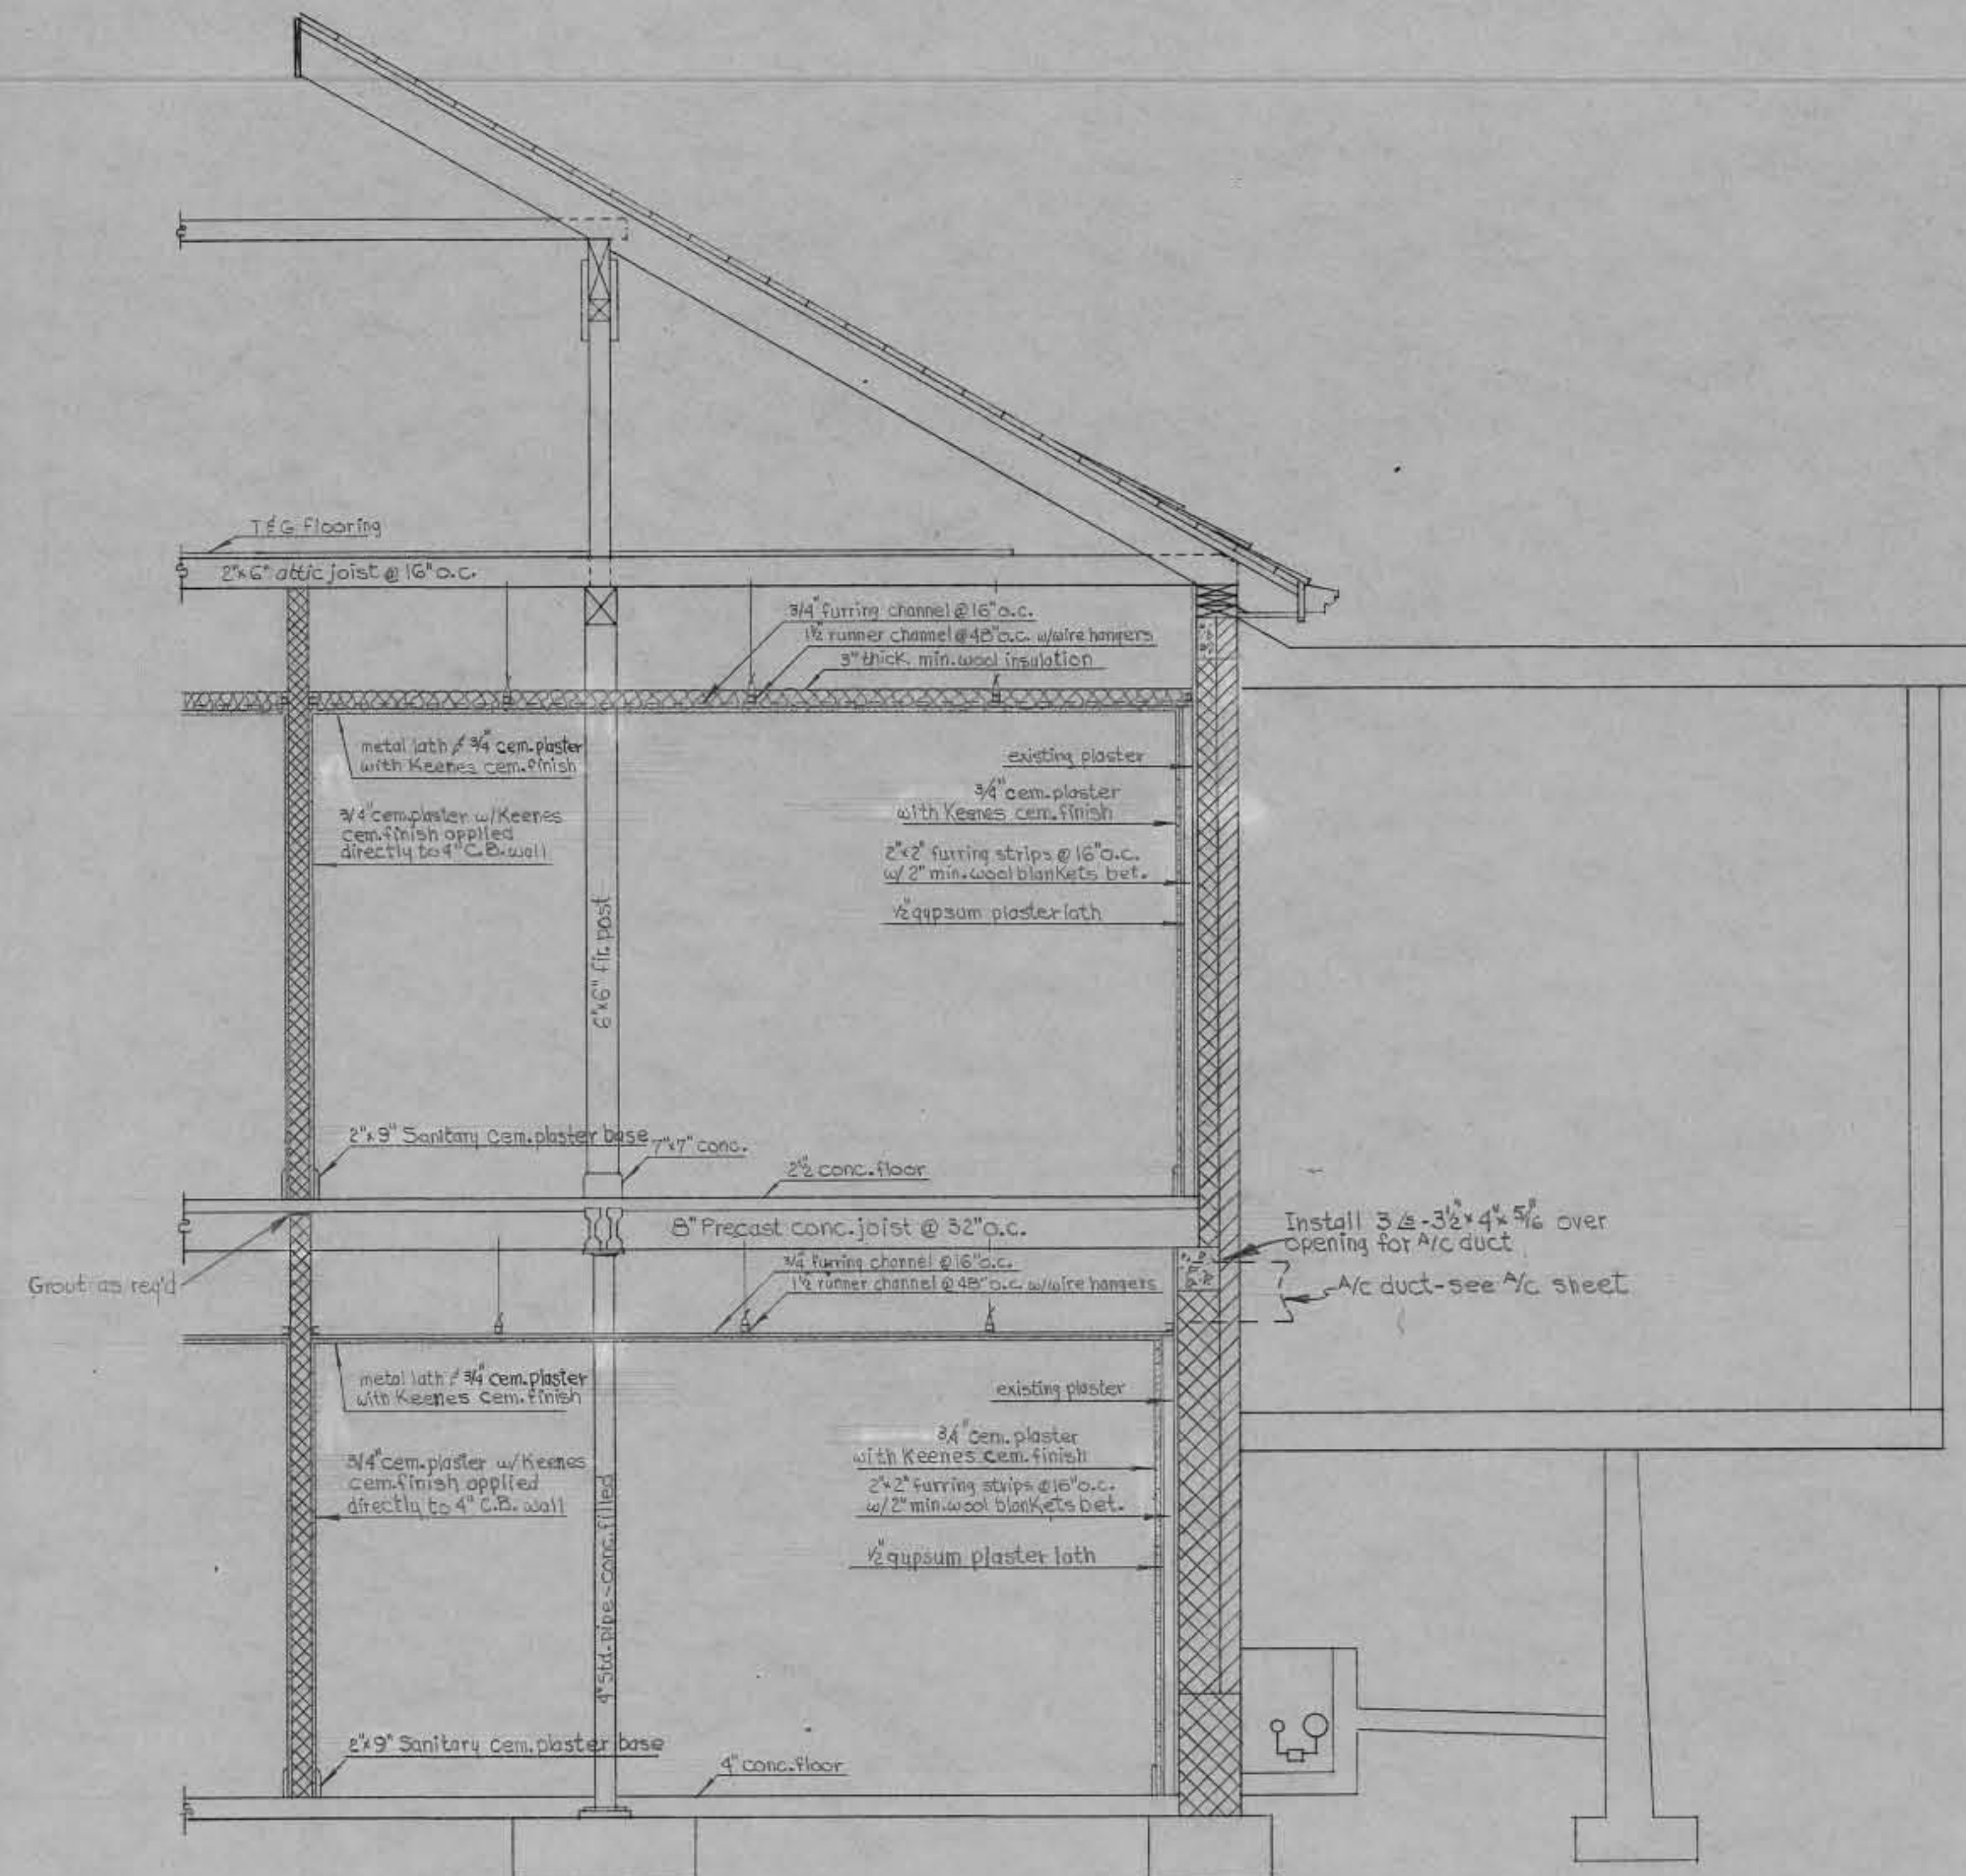 T & G flooring
2"x6" attic joist @ 16" o.c.
3/4" furring channel @ 16" o.c.
1½" runner channel @ 48" o.c. w/wire hangers
3" thick. min. wool insulation
metal lath & 3/4" cem. plaster
with Keenes cem. finish
3/4" cem. plaster w/Keenes
cem. finish applied
directly to 4" C.B. wall
existing plaster
3/4" cem. plaster
with Keenes cem. finish
2"x2" furring strips @ 16" o.c.
w/ 2" min. wool blankets bet.
½" gypsum plaster lath
6"x6" fir. post
2"x9" Sanitary cem. plaster base
7"x7" conc.
2½" conc. floor
8" Precast conc. joist @ 32" o.c.
Install 3 ∠s - 3½" x 4" x 5/16" over
opening for A/c duct
A/c duct - see A/c sheet
Grout as req'd
3/4" furring channel @ 16" o.c.
1½" runner channel @ 48" o.c. w/wire hangers
metal lath & 3/4" cem. plaster
with Keenes cem. finish
3/4" cem. plaster w/Keenes
cem. finish applied
directly to 4" C.B. wall
existing plaster
3/4" cem. plaster
with Keenes cem. finish
2"x2" furring strips @ 16" o.c.
w/ 2" min. wool blankets bet.
½" gypsum plaster lath
4" Std. pipe - conc. filled
2"x9" Sanitary cem. plaster base
4" conc. floor